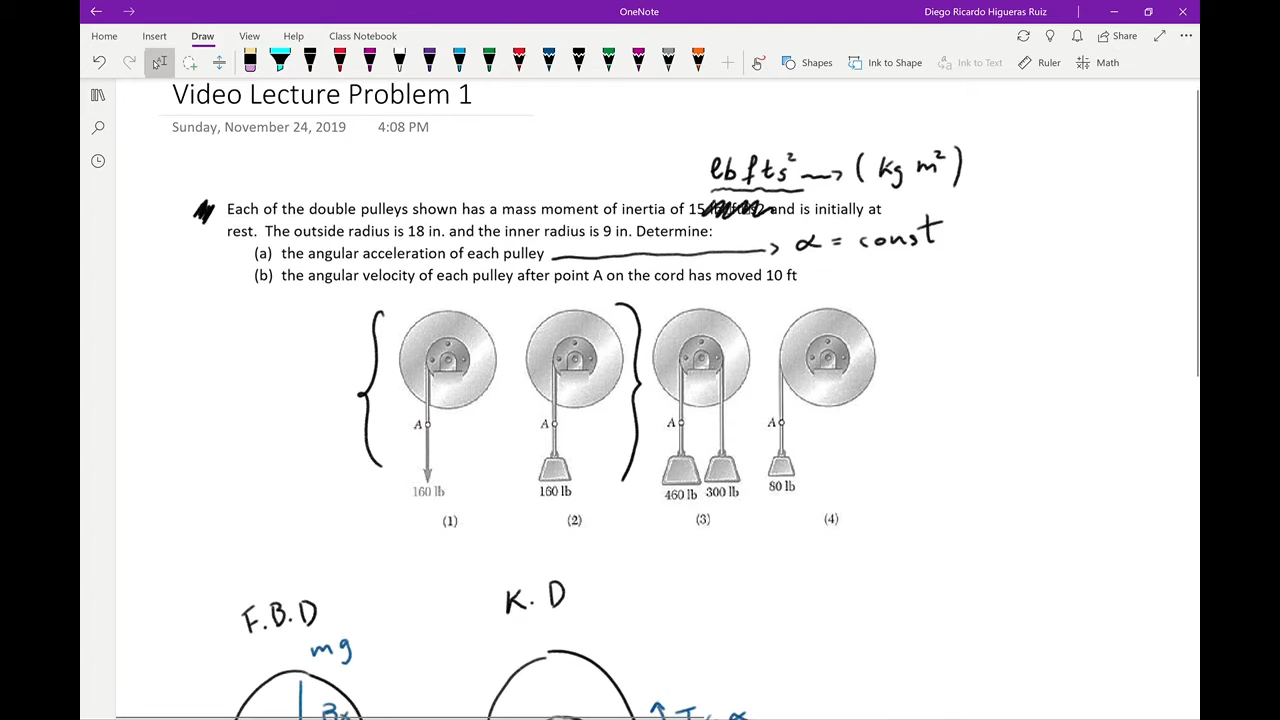 OneNote
Diego Ricardo Higueras Ruiz
Home Insert Draw View Help Class Notebook
Share
Shapes Ink to Shape Ink to Text Ruler Math
Video Lecture Problem 1
Sunday, November 24, 2019 4:08 PM
lb ft s² → (kg m²)
Each of the double pulleys shown has a mass moment of inertia of 15 and is initially at
rest. The outside radius is 18 in. and the inner radius is 9 in. Determine:
(a) the angular acceleration of each pulley → α = const
(b) the angular velocity of each pulley after point A on the cord has moved 10 ft
A A A A
160 lb 160 lb 460 lb 300 lb 80 lb
(1) (2) (3) (4)
F.B.D K.D
mg